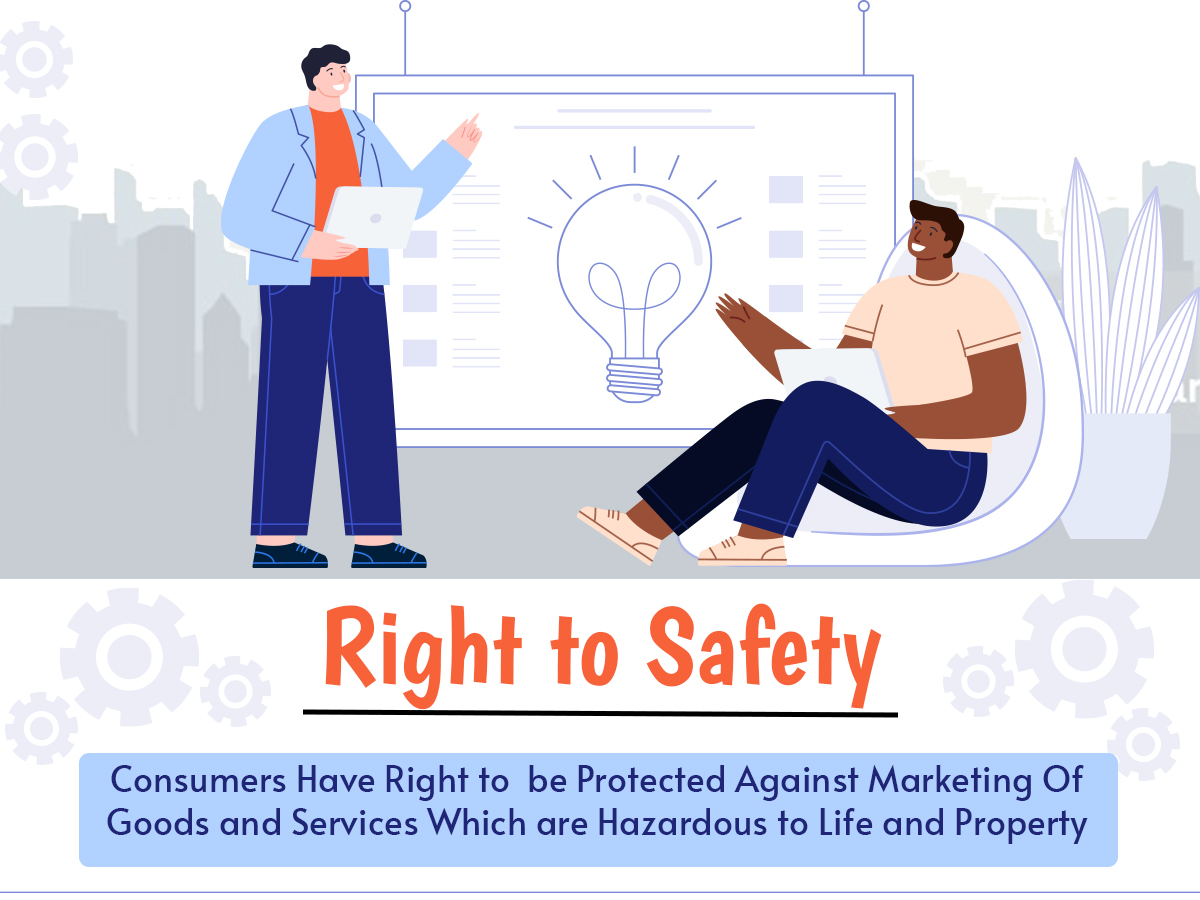 Right to Safety
Consumers Have Right to be Protected Against Marketing Of
Goods and Services Which are Hazardous to Life and Property